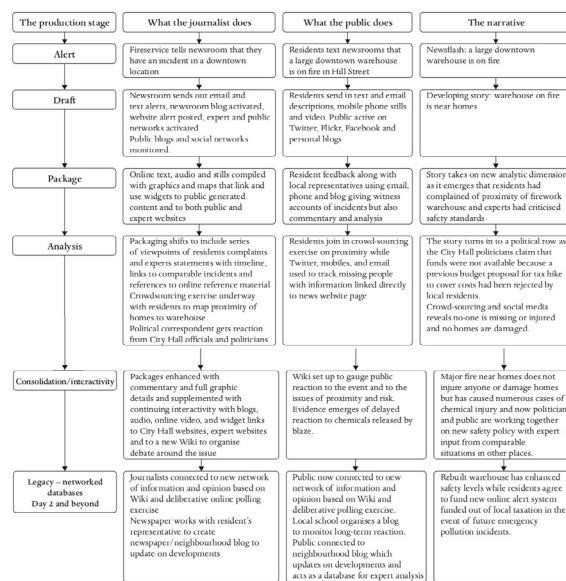 The production stage
What the journalist does
What the public does
The narrative
Alert
Fireservice tells newsroom that they
have an incident in a downtown
location
Residents text newsrooms that
a large downtown warehouse
is on fire in Hill Street
Newsflash: a large downtown
warehouse is on fire
Draft
Newsroom sends out email and
text alerts, newsroom blog activated,
website alert posted, expert and public
networks activated
Public blogs and social networks
monitored
Residents send in text and email
descriptions, mobile phone stills
and video. Public active on
Twitter, Flickr, Facebook and
personal blogs
Developing story: warehouse on fire
is near homes
Package
Online text, audio and stills compiled
with graphics and maps that link and
use widgets to public generated
content and to both public and
expert websites
Resident feedback along with
local representatives using email,
phone and blog giving witness
accounts of incidents but also
commentary and analysis
Story takes on new analytic dimension
as it emerges that residents had
complained of proximity of firework
warehouse and experts had criticised
safety standards
Analysis
Packaging shifts to include series
of viewpoints of residents complaints
and experts statements with timeline,
links to comparable incidents and
references to online reference material
Crowdsourcing exercise underway
with residents to map proximity of
homes to warehouse.
Political correspondent gets reaction
from City Hall officials and politicians
Residents join in crowd-sourcing
exercise on proximity while
Twitter, mobiles, and email
used to track missing people
with information linked directly
to news website page
The story turns in to a political row as
the City Hall politicians claim that
funds were not available because a
previous budget proposal for tax hike
to cover costs had been rejected by
local residents.
Crowd-sourcing and social media
reveals no-one is missing or injured
and no homes are damaged.
Consolidation/interactivity
Packages enhanced with
commentary and full graphic
details and supplemented with
continuing interactivity with blogs,
audio, online video, and widget links
to City Hall websites, expert websites
and to a new Wiki to organise
debate around the issue
Wiki set up to gauge public
reaction to the event and to the
issues of proximity and risk.
Evidence emerges of delayed
reaction to chemicals released by
blaze.
Major fire near homes does not
injure anyone or damage homes
but has caused numerous cases of
chemical injury and now politician
and public are working together
on new safety policy with expert
input from comparable
situations in other places.
Legacy – networked
databases
Day 2 and beyond
Journalists connected to new network
of information and opinion based on
Wiki and deliberative online polling
exercise
Newspaper works with resident's
representative to create
newspaper/neighbourhood blog to
update on developments
Public now connected to new
network of information and
opinion based on Wiki and
deliberative polling exercise.
Local school organises a blog
to monitor long-term reaction.
Public connected to
neighbourhood blog which
updates on developments and
acts as a database for expert analysis
Rebuilt warehouse has enhanced
safety levels while residents agree
to fund new online alert system
funded out of local taxation in the
event of future emergency
pollution incidents.